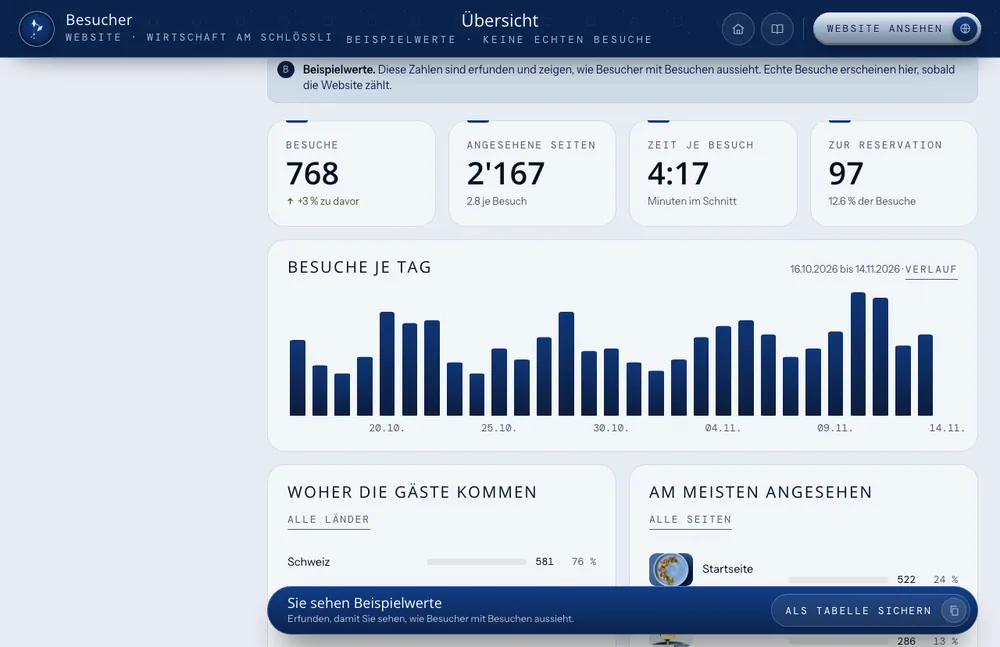 Besucher
WEBSITE · WIRTSCHAFT AM SCHLÖSSLI
Übersicht
BEISPIELWERTE · KEINE ECHTEN BESUCHE
WEBSITE ANSEHEN
B
Beispielwerte. Diese Zahlen sind erfunden und zeigen, wie Besucher mit Besuchen aussieht. Echte Besuche erscheinen hier, sobald
die Website zählt.
BESUCHE
768
↑ +3 % zu davor
ANGESEHENE SEITEN
2'167
2.8 je Besuch
ZEIT JE BESUCH
4:17
Minuten im Schnitt
ZUR RESERVATION
97
12.6 % der Besuche
BESUCHE JE TAG
16.10.2026 bis 14.11.2026 · VERLAUF
20.10. 25.10. 30.10. 04.11. 09.11. 14.11.
WOHER DIE GÄSTE KOMMEN
ALLE LÄNDER
Schweiz 581 76 %
AM MEISTEN ANGESEHEN
ALLE SEITEN
Startseite
522 24 %
Sie sehen Beispielwerte
Erfunden, damit Sie sehen, wie Besucher mit Besuchen aussieht.
ALS TABELLE SICHERN
286 13 %